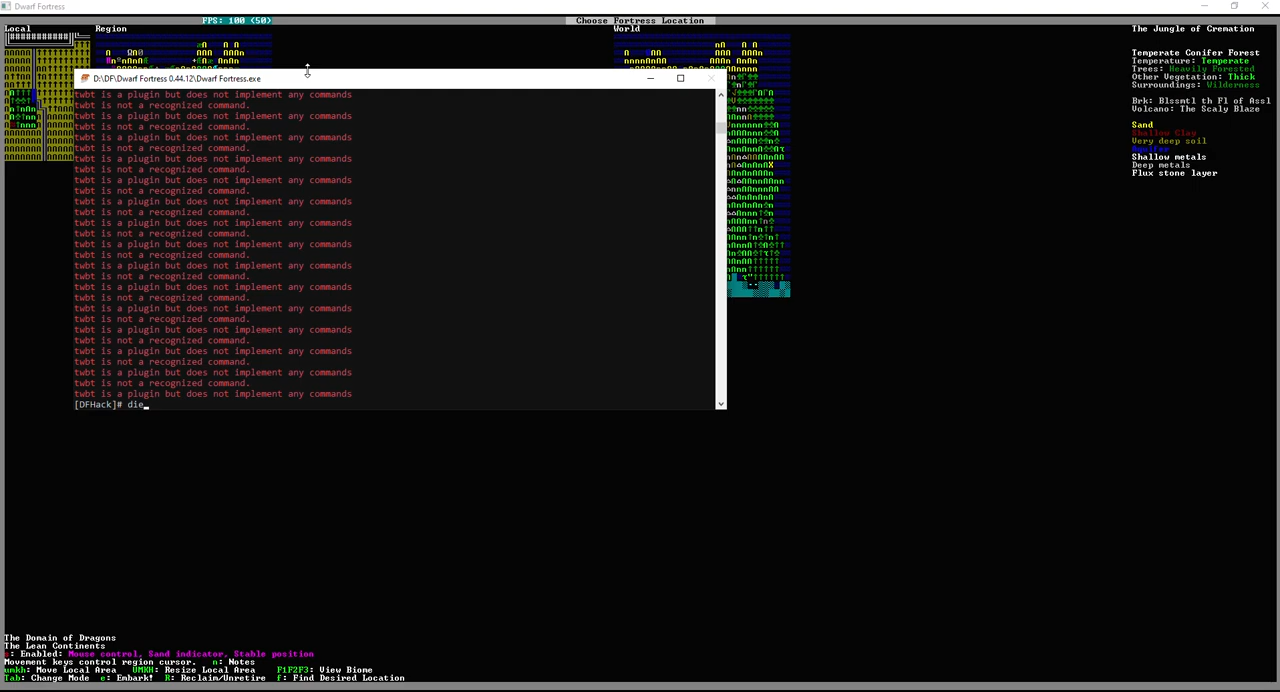 Dwarf Fortress
FPS: 100 (50)
Choose Fortress Location
Local
Region
World
The Jungle of Cremation
Temperate Conifer Forest
Temperature: Temperate
Trees: Heavily Forested
Other Vegetation: Thick
Surroundings: Wilderness
Brk: Blssmtl th Fl of Assl
Volcano: The Scaly Blaze
Sand
Shallow Clay
Very deep soil
Aquifer
Shallow metals
Deep metals
Flux stone layer
D:\DF\Dwarf Fortress 0.44.12\Dwarf Fortress.exe
twbt is a plugin but does not implement any commands
twbt is not a recognized command.
twbt is a plugin but does not implement any commands
twbt is not a recognized command.
twbt is a plugin but does not implement any commands
twbt is not a recognized command.
twbt is a plugin but does not implement any commands
twbt is not a recognized command.
twbt is a plugin but does not implement any commands
twbt is not a recognized command.
twbt is a plugin but does not implement any commands
twbt is not a recognized command.
twbt is a plugin but does not implement any commands
twbt is not a recognized command.
twbt is a plugin but does not implement any commands
twbt is not a recognized command.
twbt is a plugin but does not implement any commands
twbt is not a recognized command.
twbt is a plugin but does not implement any commands
twbt is not a recognized command.
twbt is a plugin but does not implement any commands
twbt is not a recognized command.
twbt is a plugin but does not implement any commands
twbt is not a recognized command.
twbt is a plugin but does not implement any commands
twbt is not a recognized command.
twbt is a plugin but does not implement any commands
twbt is not a recognized command.
twbt is a plugin but does not implement any commands
[DFHack]# die
The Domain of Dragons
The Lean Continents
: Enabled: Mouse control, Sand indicator, Stable position
Movement keys control region cursor. n: Notes
umkh: Move Local Area UMKH: Resize Local Area F1F2F3: View Biome
Tab: Change Mode e: Embark! R: Reclaim/Unretire f: Find Desired Location